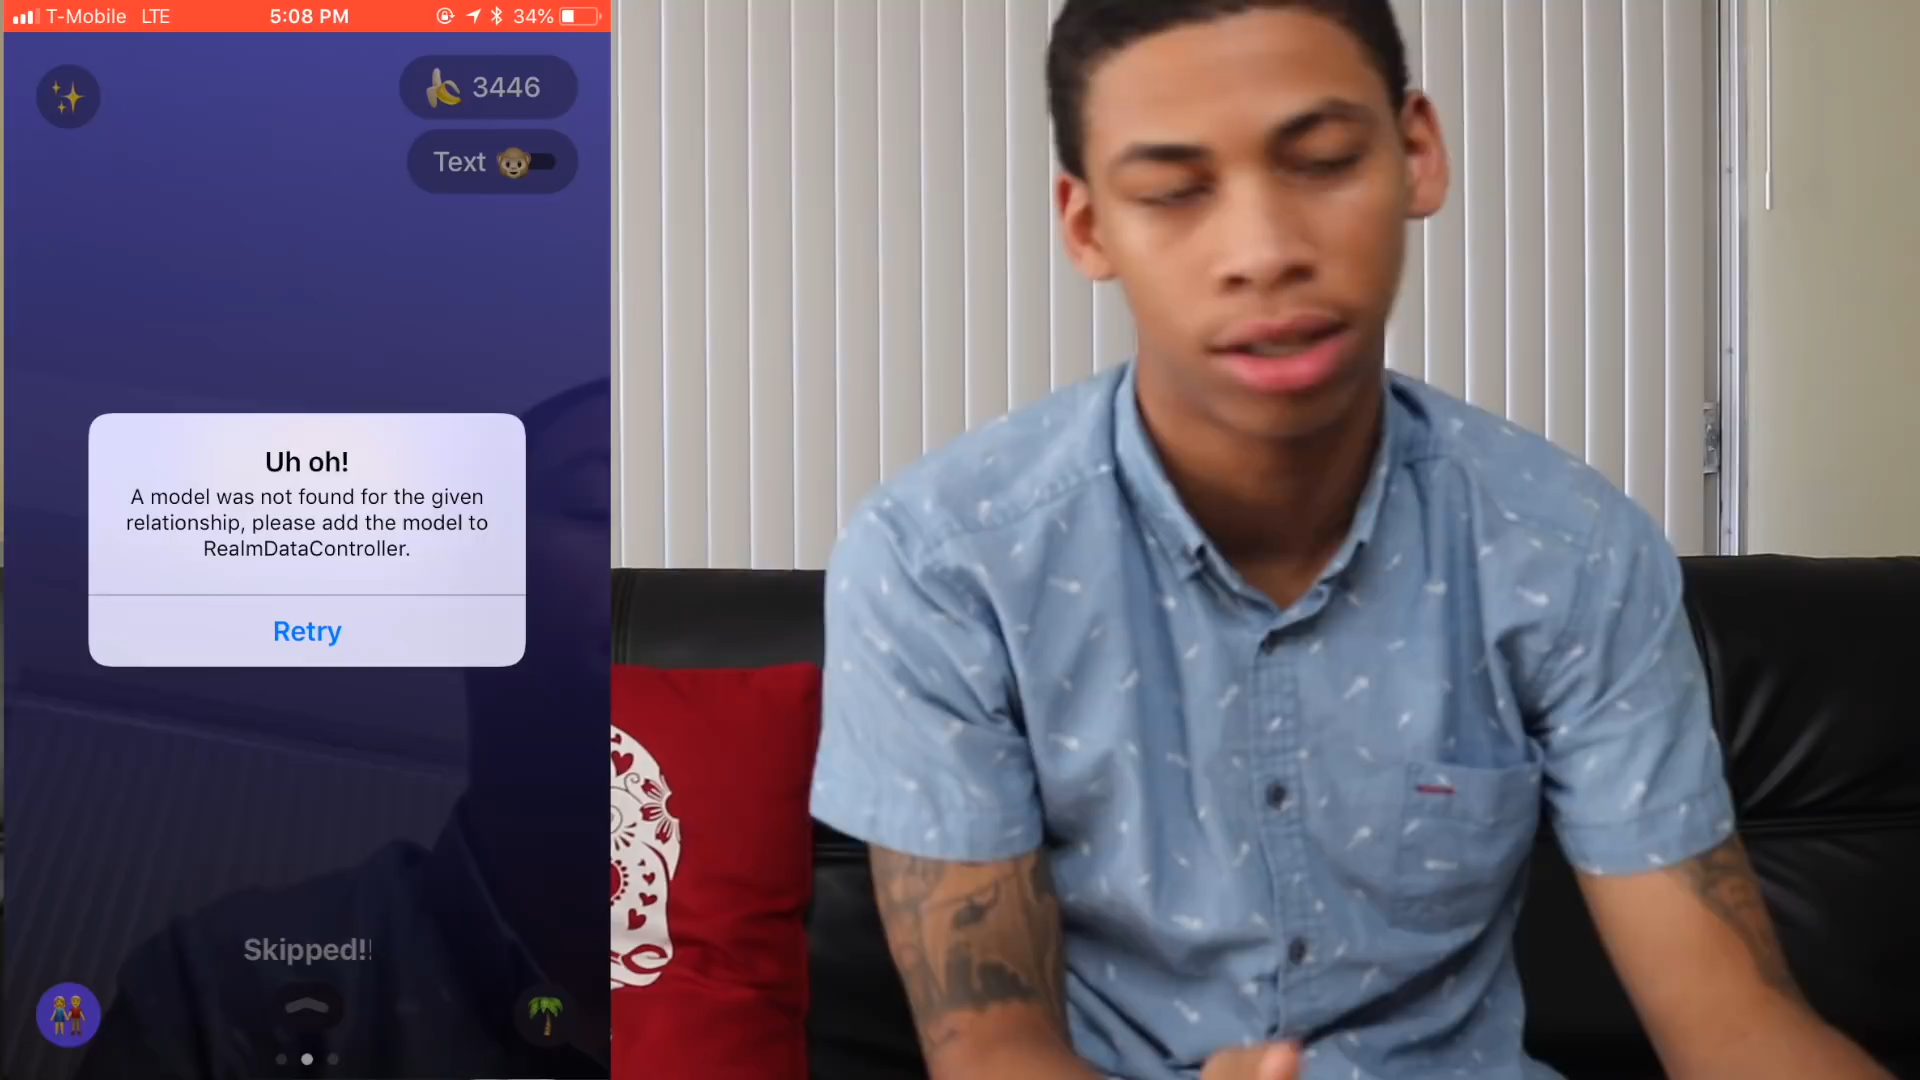 T-Mobile LTE 5:08 PM 34%
3446
Text
Uh oh!
A model was not found for the given
relationship, please add the model to
RealmDataController.
Retry
Skipped!!